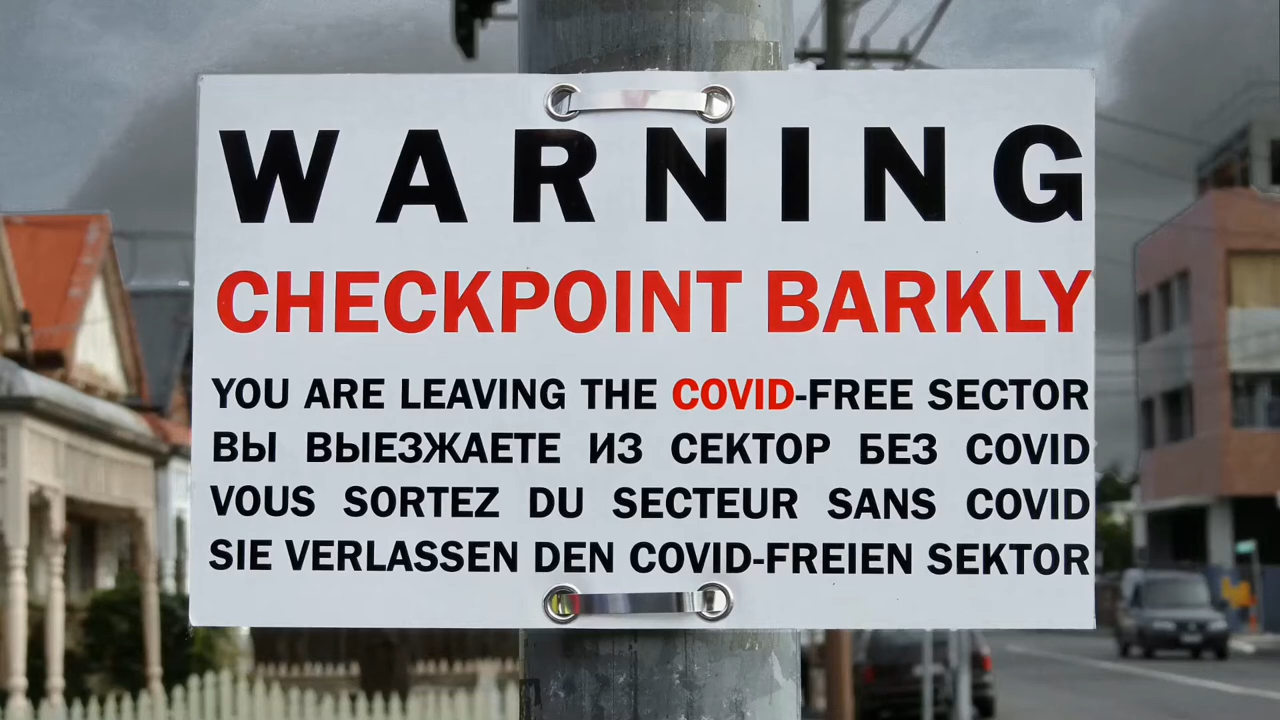 WARNING
CHECKPOINT BARKLY
YOU ARE LEAVING THE COVID-FREE SECTOR
ВЫ ВЫЕЗЖАЕТЕ ИЗ СЕКТОР БЕЗ COVID
VOUS SORTEZ DU SECTEUR SANS COVID
SIE VERLASSEN DEN COVID-FREIEN SEKTOR